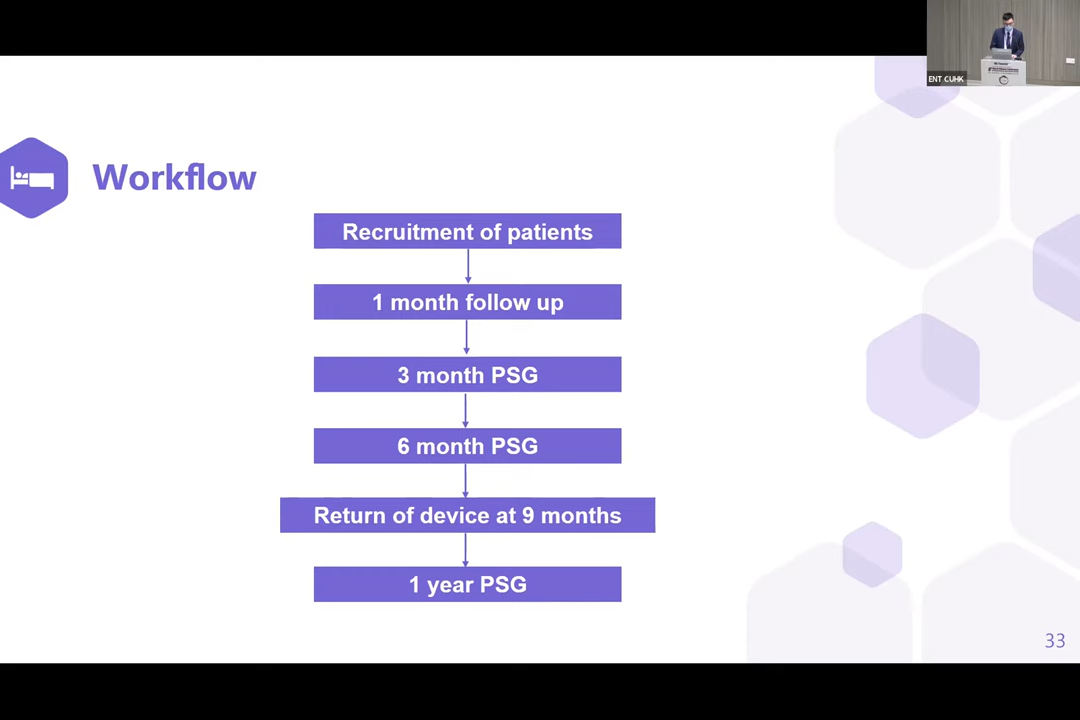 ENT CUHK
Workflow
Recruitment of patients
1 month follow up
3 month PSG
6 month PSG
Return of device at 9 months
1 year PSG
33